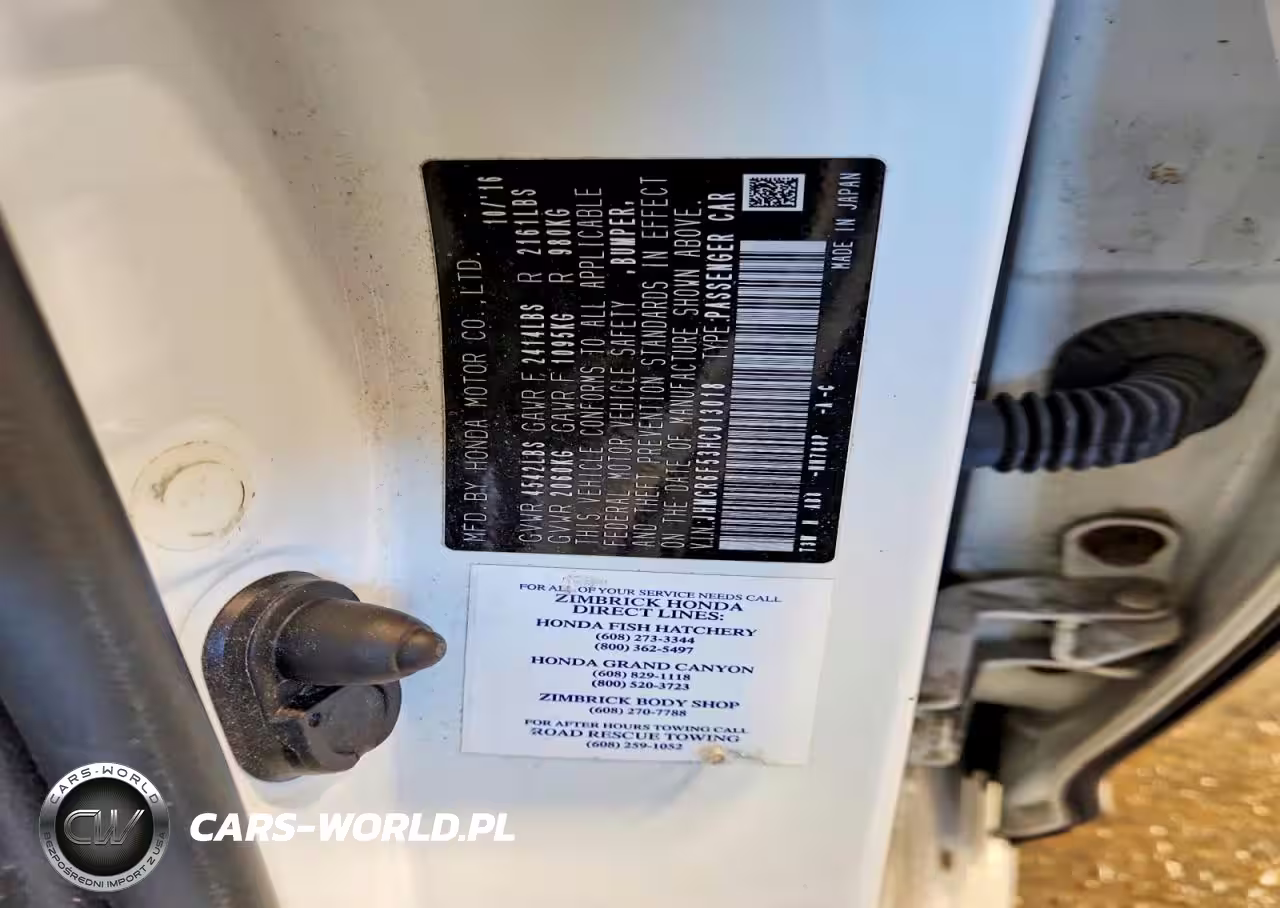 MFD.BY HONDA MOTOR CO.,LTD. 10/'16
GVWR 4542LBS GAWR F 2414LBS R 2161LBS
GVWR 2060KG GAWR F 1095KG R 980KG
THIS VEHICLE CONFORMS TO ALL APPLICABLE
FEDERAL MOTOR VEHICLE SAFETY ,BUMPER,
AND THEFT PREVENTION STANDARDS IN EFFECT
ON THE DATE OF MANUFACTURE SHOWN ABOVE.
V.I.N.:JHMCR6F53HC013018 TYPE:PASSENGER CAR
MADE IN JAPAN
-A -C
FOR ALL OF YOUR SERVICE NEEDS CALL
ZIMBRICK HONDA
DIRECT LINES:
HONDA FISH HATCHERY
(608) 273-3344
(800) 362-5497
HONDA GRAND CANYON
(608) 829-1118
(800) 520-3723
ZIMBRICK BODY SHOP
(608) 270-7788
FOR AFTER HOURS TOWING CALL
ROAD RESCUE TOWING
(608) 259-1052
CARS-WORLD
CW
BEZPOŚREDNI IMPORT Z USA
CARS-WORLD.PL